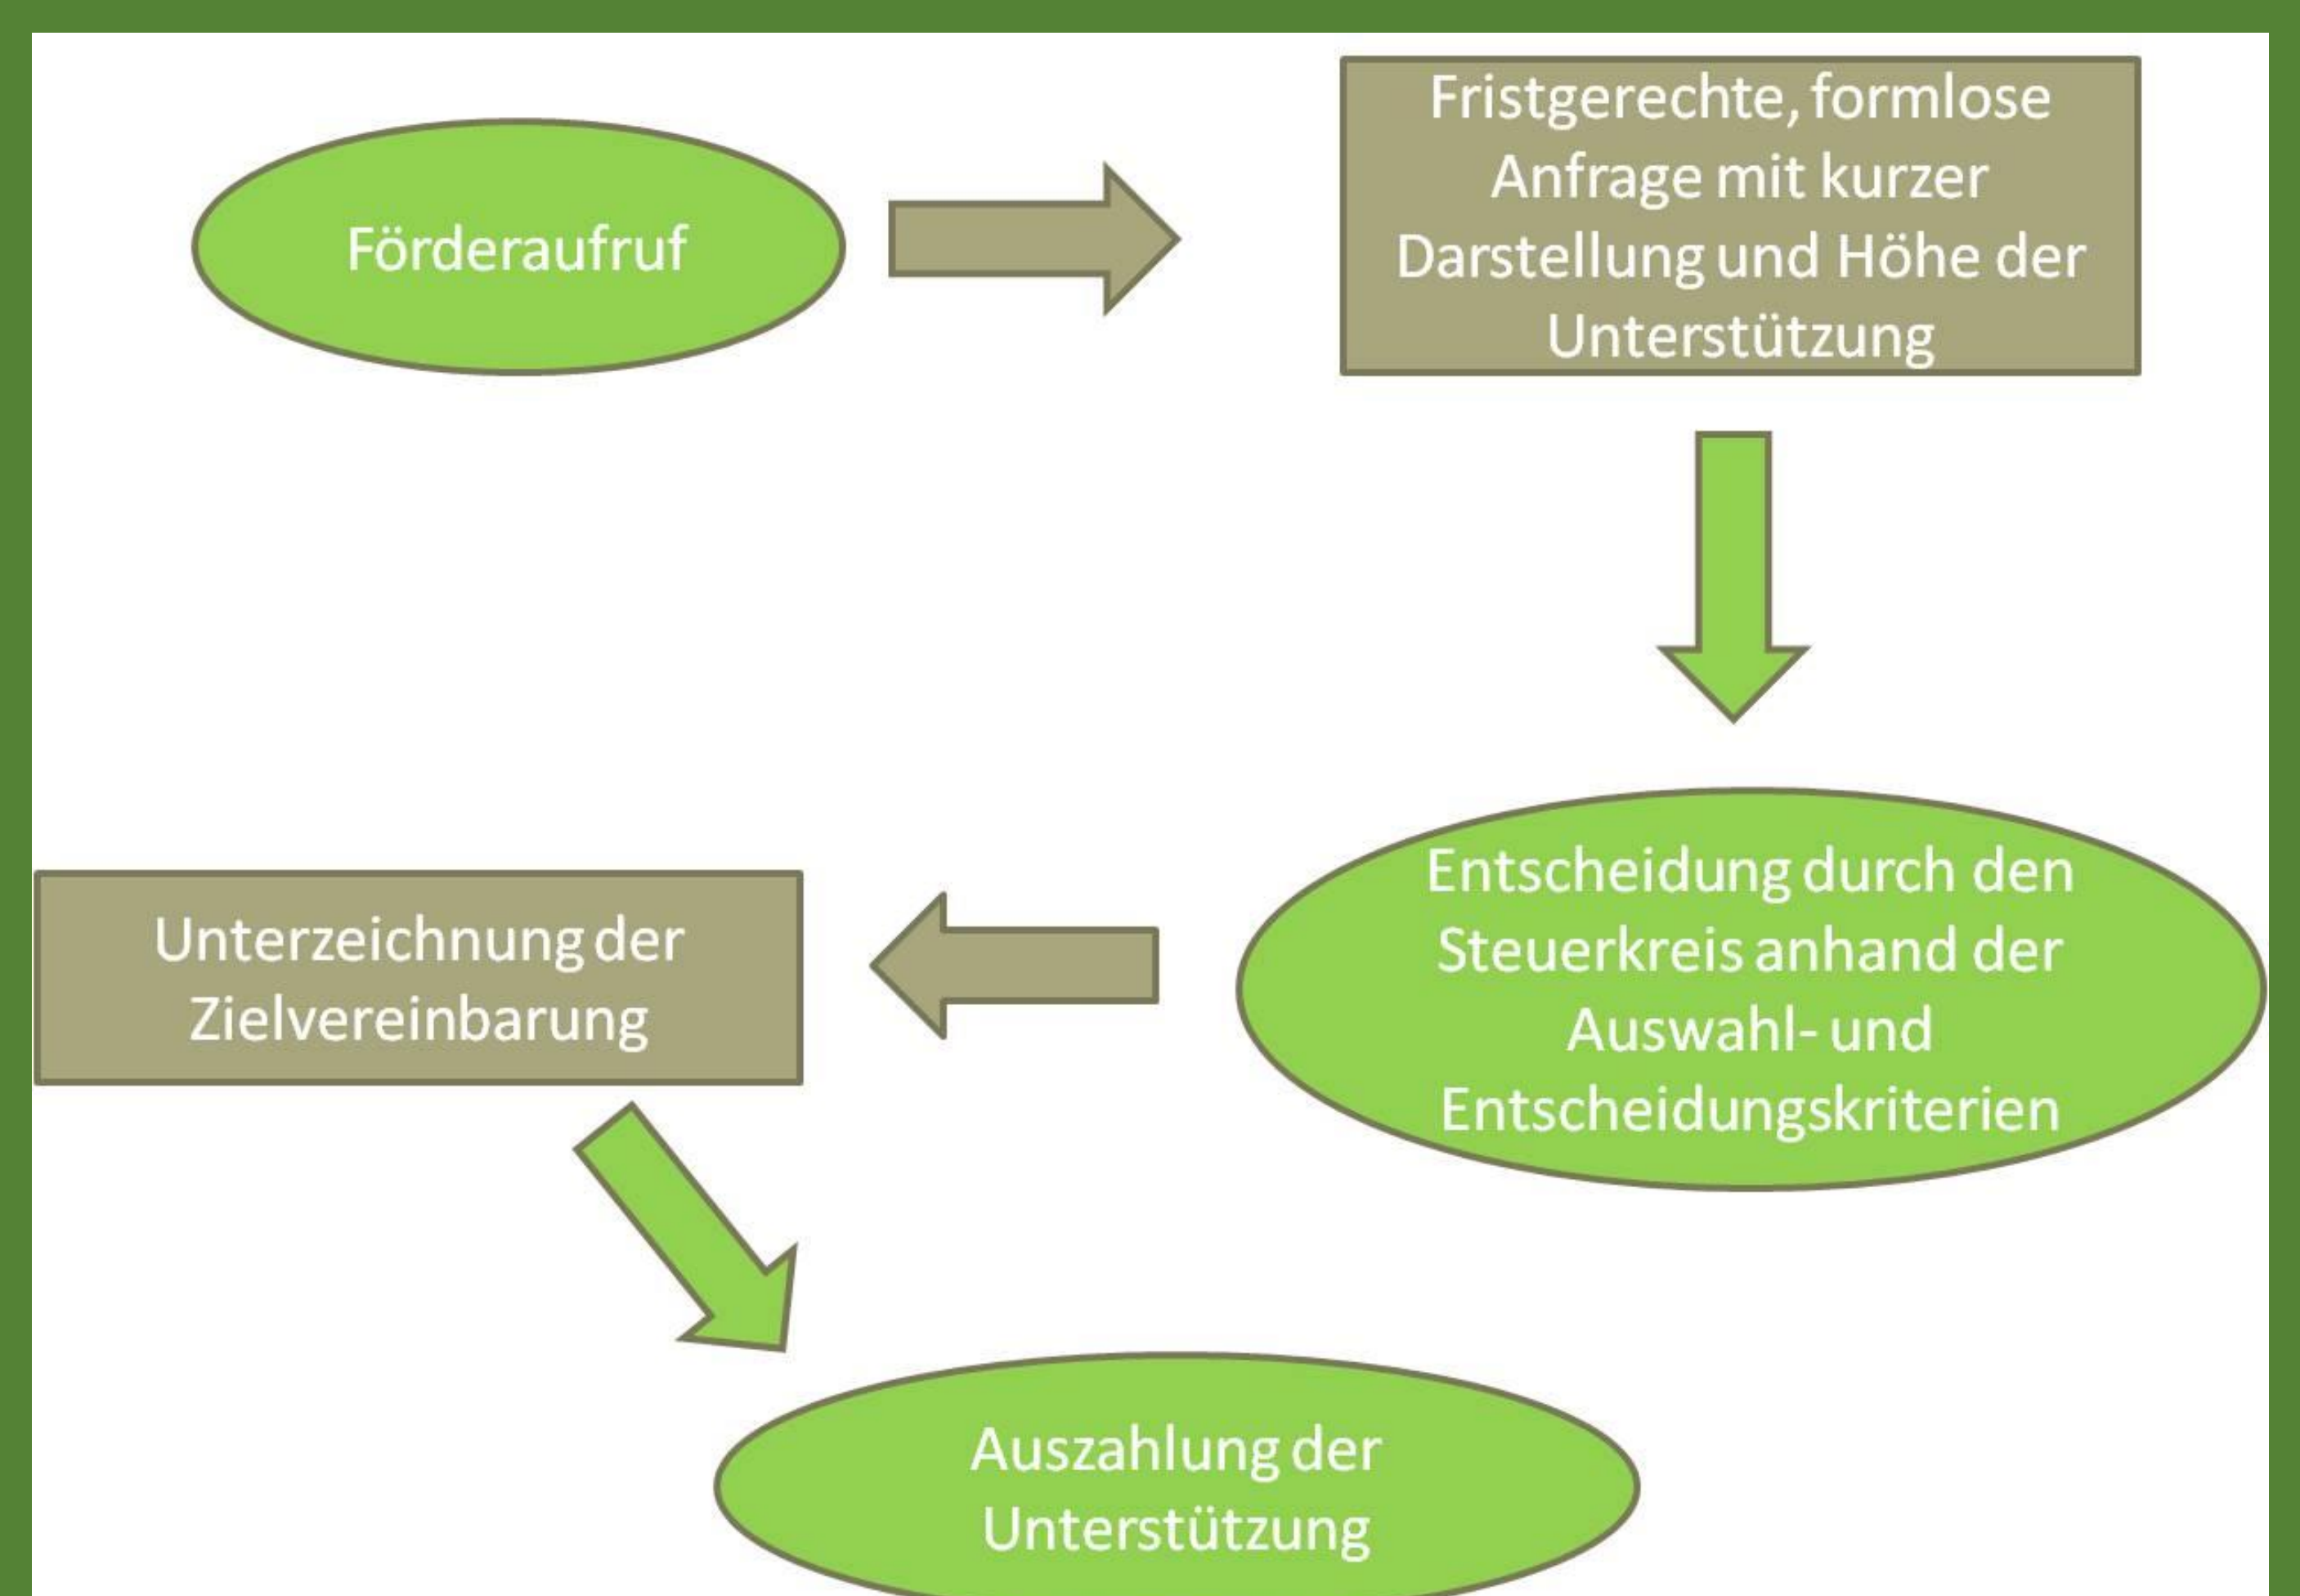 Förderaufruf
Fristgerechte, formlose
Anfrage mit kurzer
Darstellung und Höhe der
Unterstützung
Entscheidung durch den
Steuerkreis anhand der
Auswahl- und
Entscheidungskriterien
Unterzeichnung der
Zielvereinbarung
Auszahlung der
Unterstützung